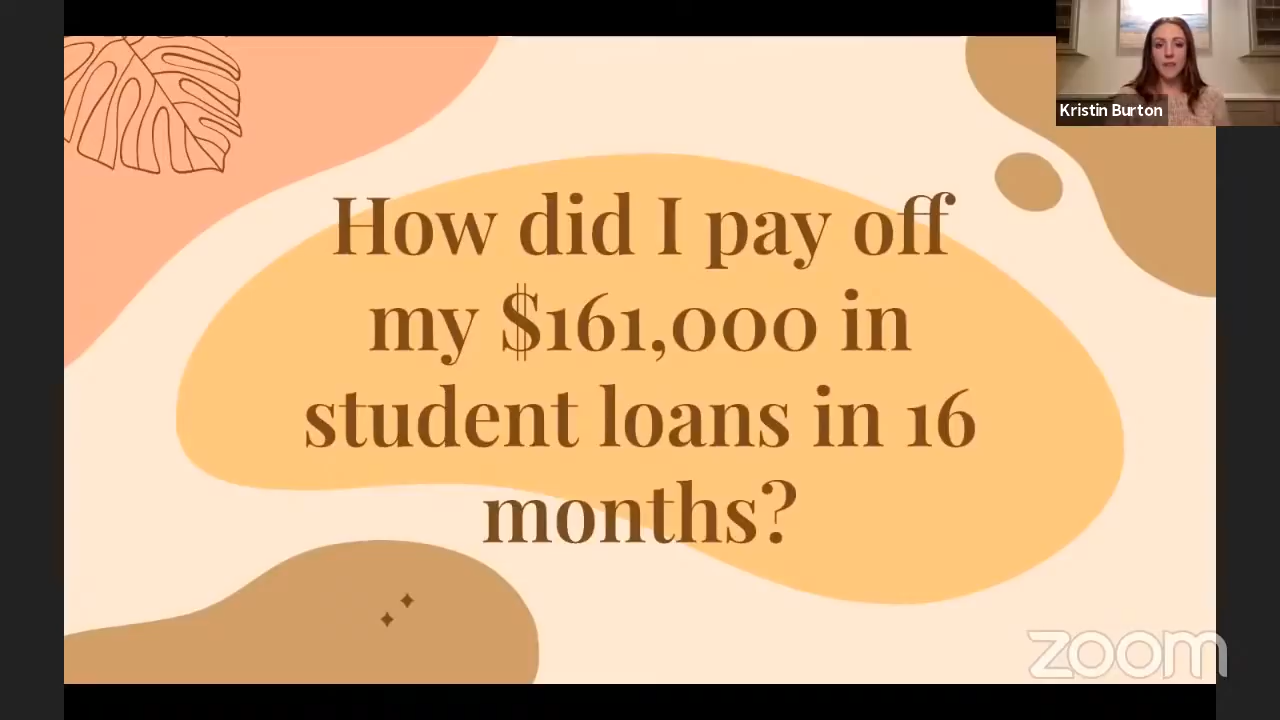 Kristin Burton
How did I pay off
my $161,000 in
student loans in 16
months?
zoom